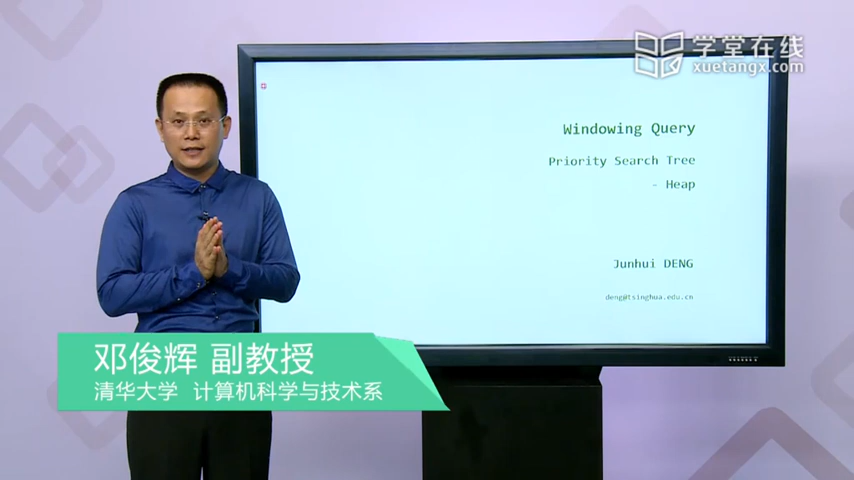 学堂在线
xuetangx.com
Windowing Query
Priority Search Tree
- Heap
Junhui DENG
deng@tsinghua.edu.cn
邓俊辉 副教授
清华大学 计算机科学与技术系